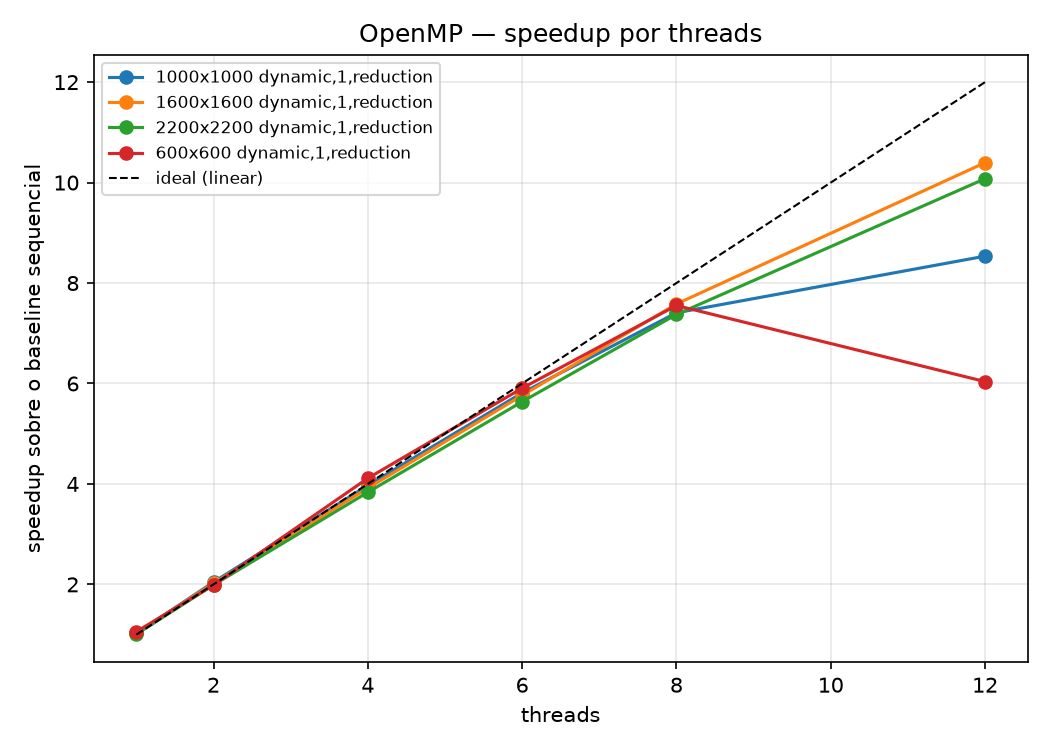 OpenMP — speedup por threads
1000x1000 dynamic,1,reduction
1600x1600 dynamic,1,reduction
2200x2200 dynamic,1,reduction
600x600 dynamic,1,reduction
ideal (linear)
speedup sobre o baseline sequencial
12
10
8
6
4
2
2
4
6
8
10
12
threads